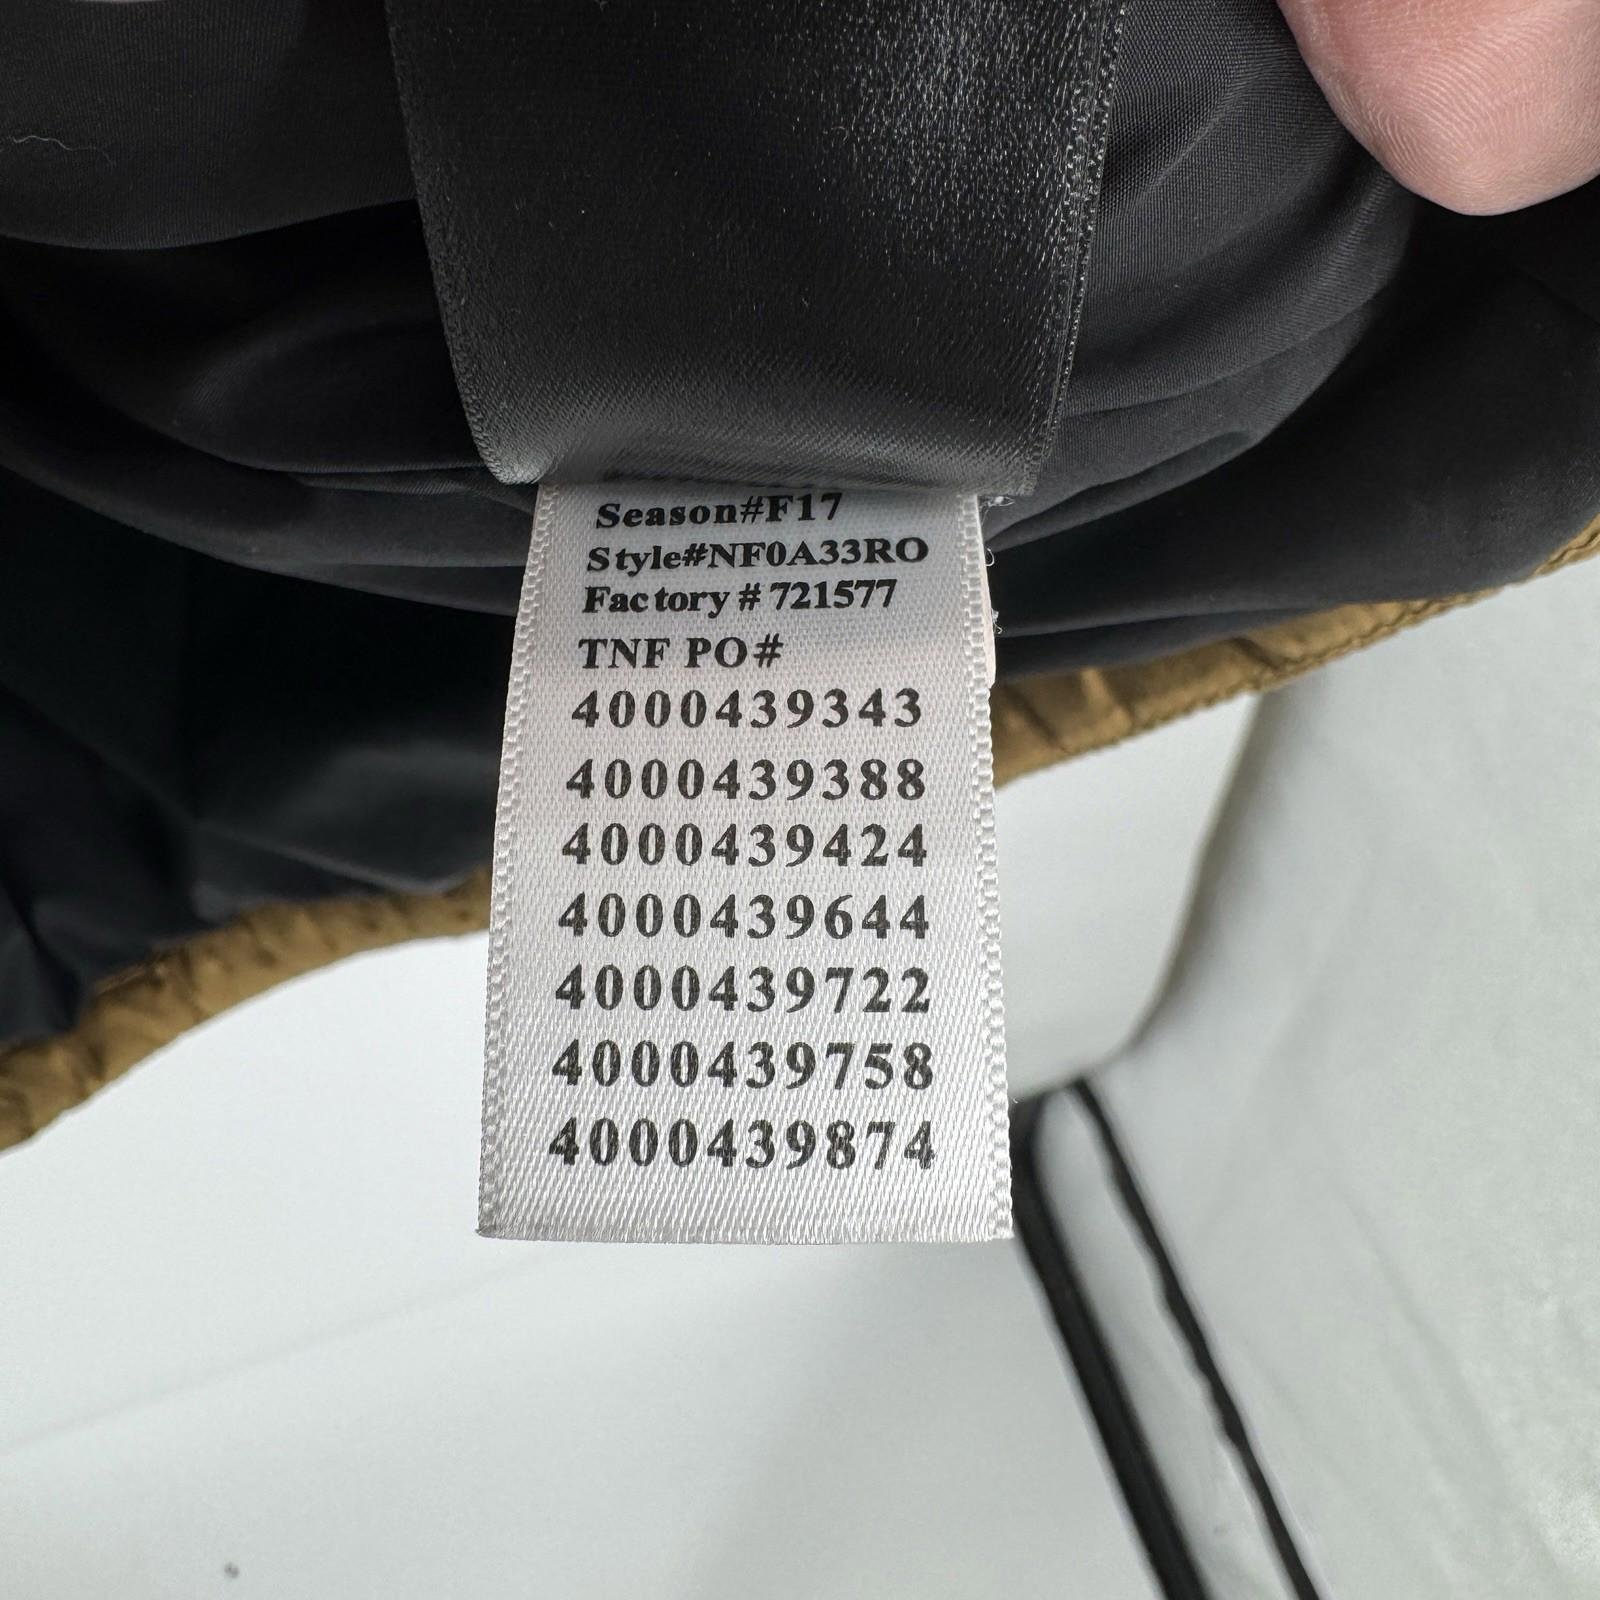 Season#F17
Style#NF0A33RO
Factory # 721577
TNF PO#
4000439343
4000439388
4000439424
4000439644
4000439722
4000439758
4000439874